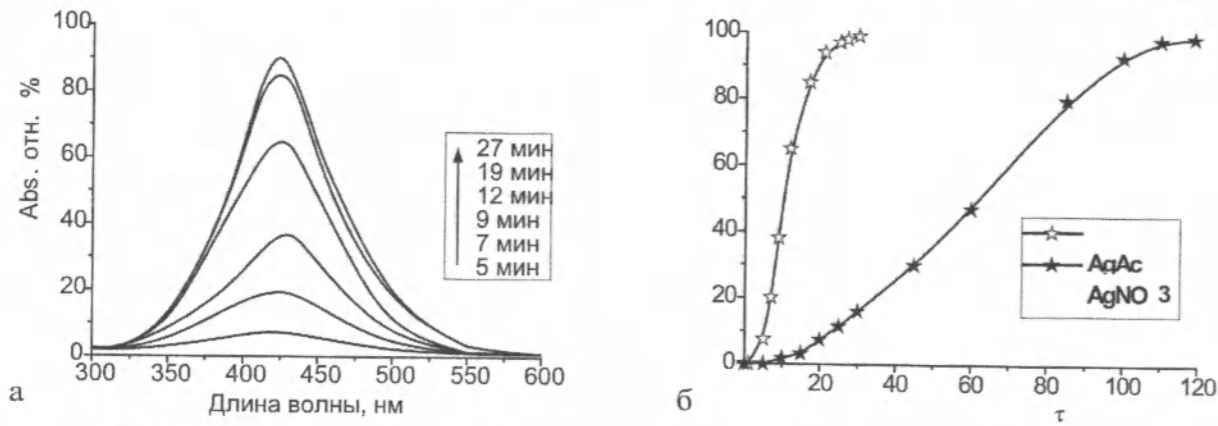 100
80
60
40
20
0
Abs. отн. %
300
350
400
450
500
550
600
Длина волны, нм
27 мин
19 мин
12 мин
9 мин
7 мин
5 мин
а
100
80
60
40
20
0
20
40
60
80
100
120
τ
AgAc
AgNO 3
б